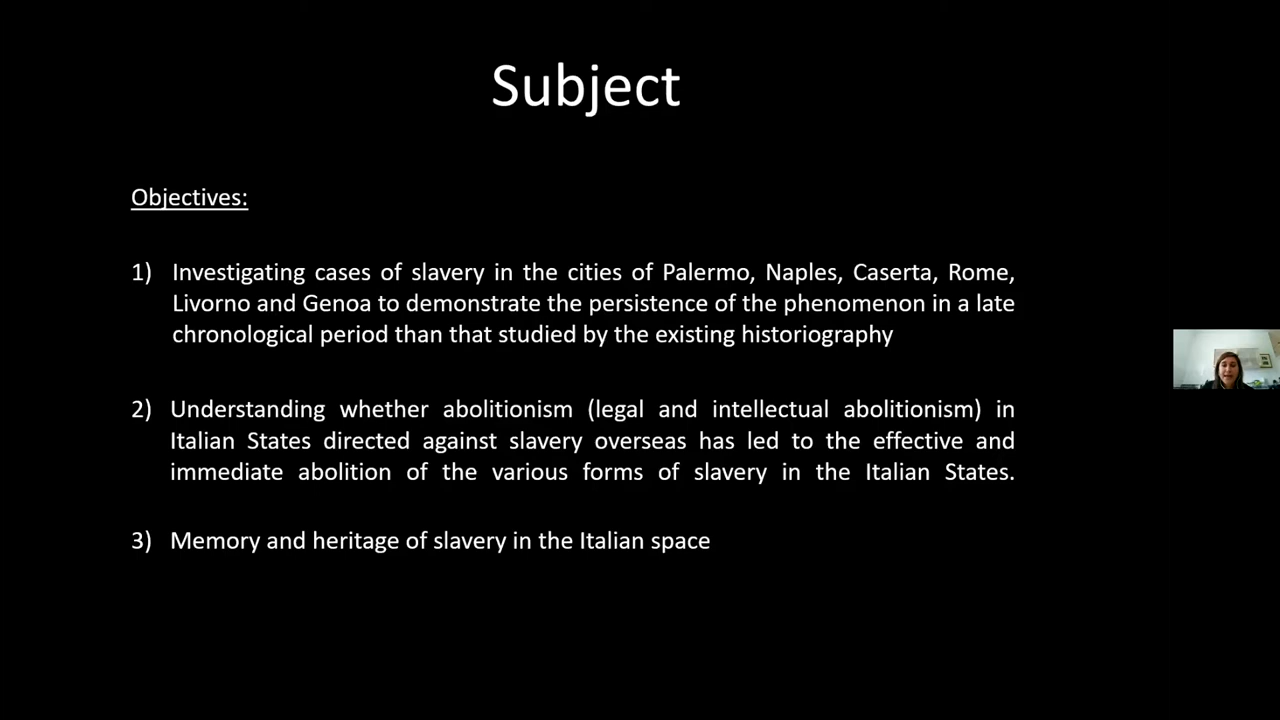 Subject
Objectives:
1) Investigating cases of slavery in the cities of Palermo, Naples, Caserta, Rome,
Livorno and Genoa to demonstrate the persistence of the phenomenon in a late
chronological period than that studied by the existing historiography
2) Understanding whether abolitionism (legal and intellectual abolitionism) in
Italian States directed against slavery overseas has led to the effective and
immediate abolition of the various forms of slavery in the Italian States.
3) Memory and heritage of slavery in the Italian space